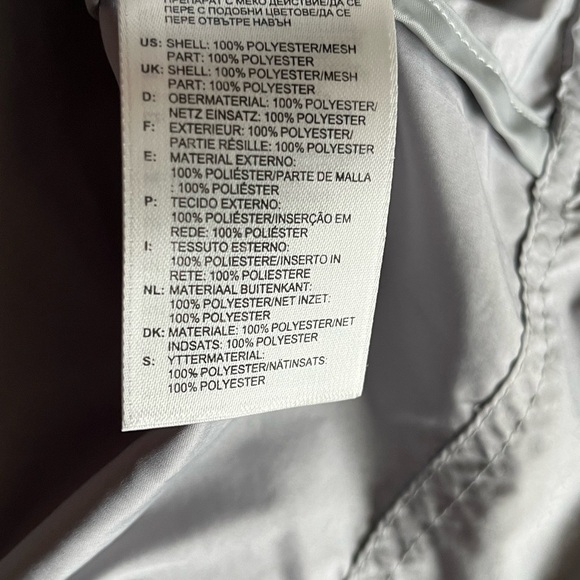 ПРЕПАРАТ С МЕКО ДЕЙСТВИЕ/ДА СЕ
ПЕРЕ С ПОДОБНИ ЦВЕТОВЕ/ДА СЕ
ПЕРЕ ОТВЪТРЕ НАВЪН
US: SHELL: 100% POLYESTER/MESH
PART: 100% POLYESTER
UK: SHELL: 100% POLYESTER/MESH
PART: 100% POLYESTER
D: OBERMATERIAL: 100% POLYESTER/
NETZ EINSATZ: 100% POLYESTER
F: EXTERIEUR: 100% POLYESTER/
PARTIE RÉSILLE: 100% POLYESTER
E: MATERIAL EXTERNO:
100% POLIÉSTER/PARTE DE MALLA
: 100% POLIÉSTER
P: TECIDO EXTERNO:
100% POLIÉSTER/INSERÇÃO EM
REDE: 100% POLIÉSTER
I: TESSUTO ESTERNO:
100% POLIESTERE/INSERTO IN
RETE: 100% POLIESTERE
NL: MATERIAAL BUITENKANT:
100% POLYESTER/NET INZET:
100% POLYESTER
DK: MATERIALE: 100% POLYESTER/NET
INDSATS: 100% POLYESTER
S: YTTERMATERIAL:
100% POLYESTER/NÄTINSATS:
100% POLYESTER